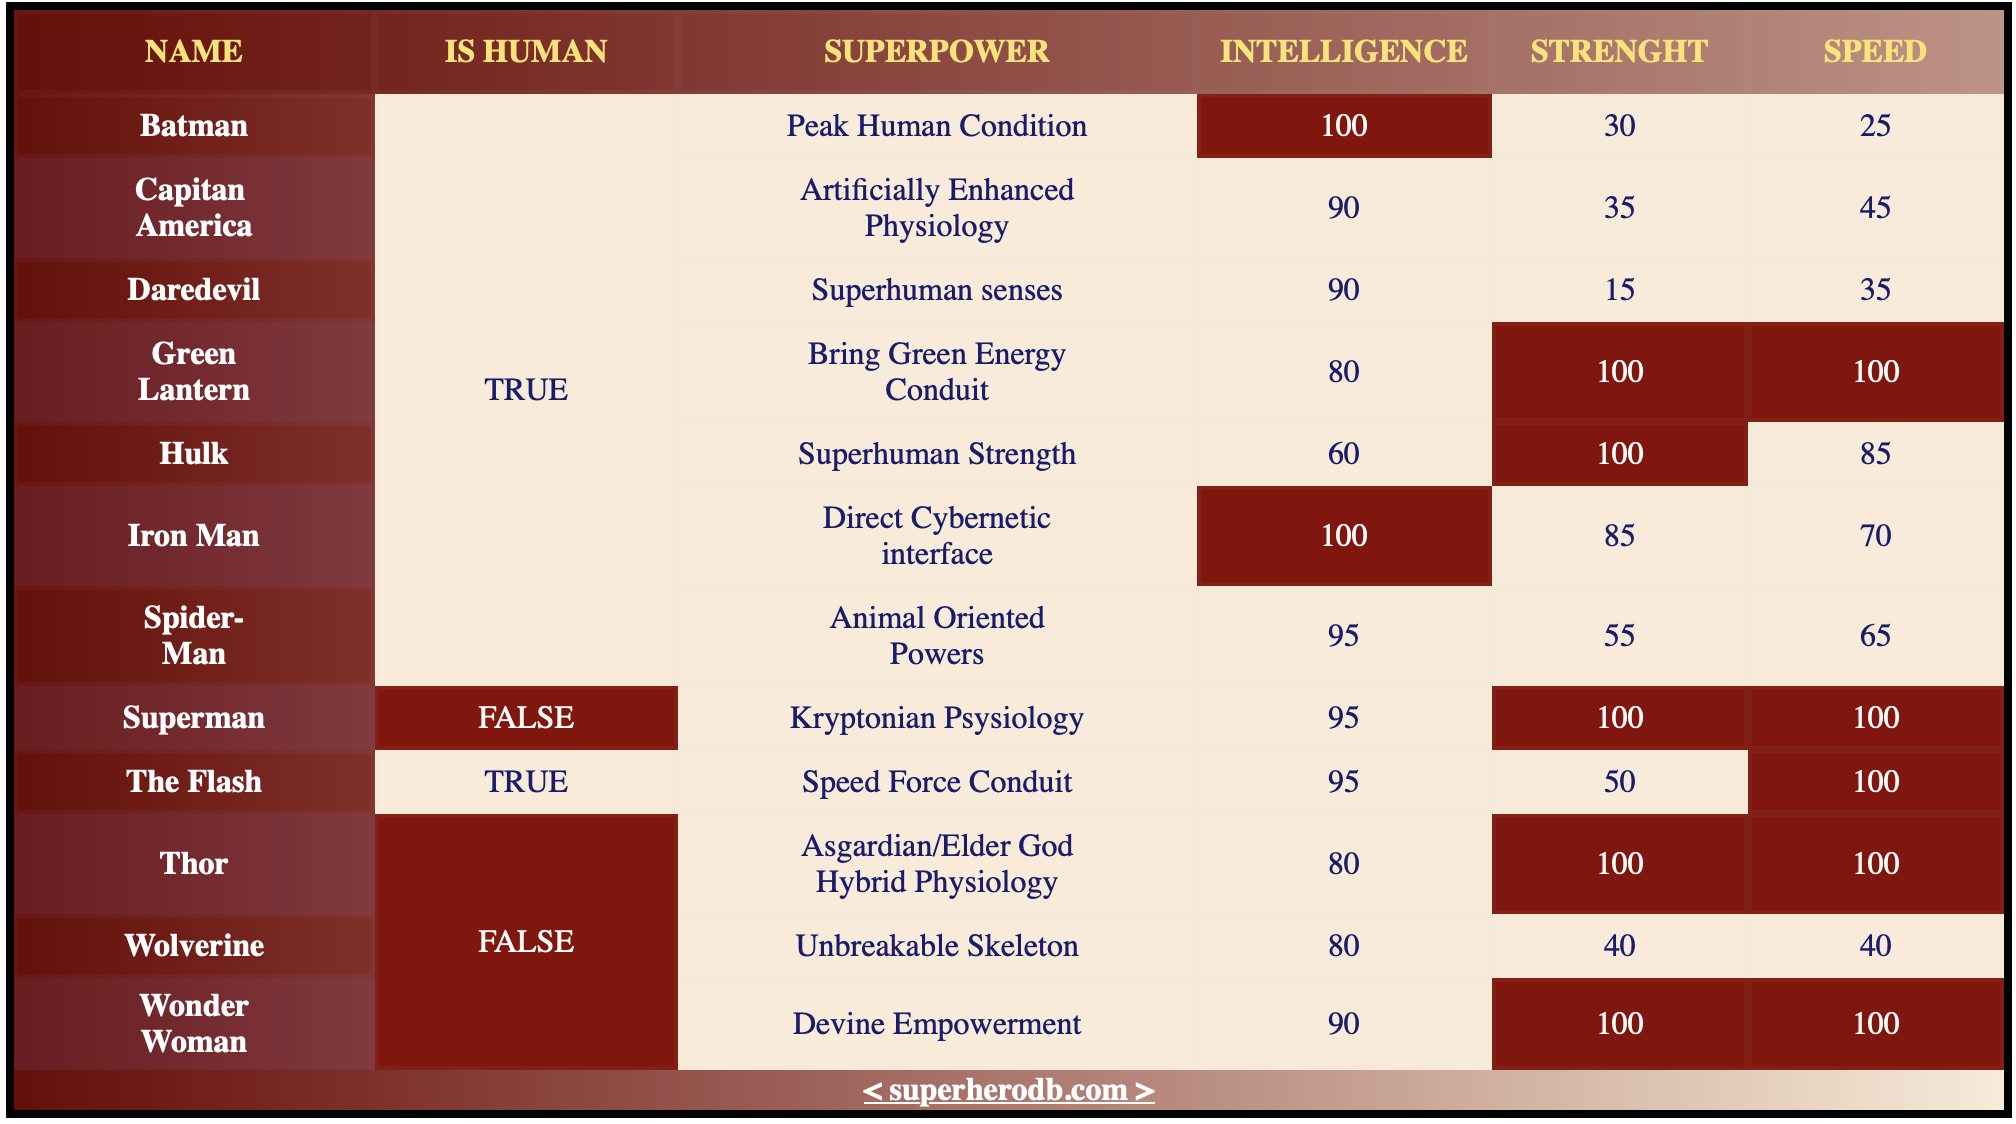 NAME IS HUMAN SUPERPOWER INTELLIGENCE STRENGHT SPEED
Batman Peak Human Condition 100 30 25
Capitan
America
Artificially Enhanced
Physiology
90 35 45
Daredevil Superhuman senses 90 15 35
Green
Lantern
TRUE
Bring Green Energy
Conduit
80 100 100
Hulk Superhuman Strength 60 100 85
Iron Man
Direct Cybernetic
interface
100 85 70
Spider-
Man
Animal Oriented
Powers
95 55 65
Superman FALSE Kryptonian Psysiology 95 100 100
The Flash TRUE Speed Force Conduit 95 50 100
Thor
Asgardian/Elder God
Hybrid Physiology
80 100 100
Wolverine FALSE Unbreakable Skeleton 80 40 40
Wonder
Woman
Devine Empowerment 90 100 100
< superherodb.com >